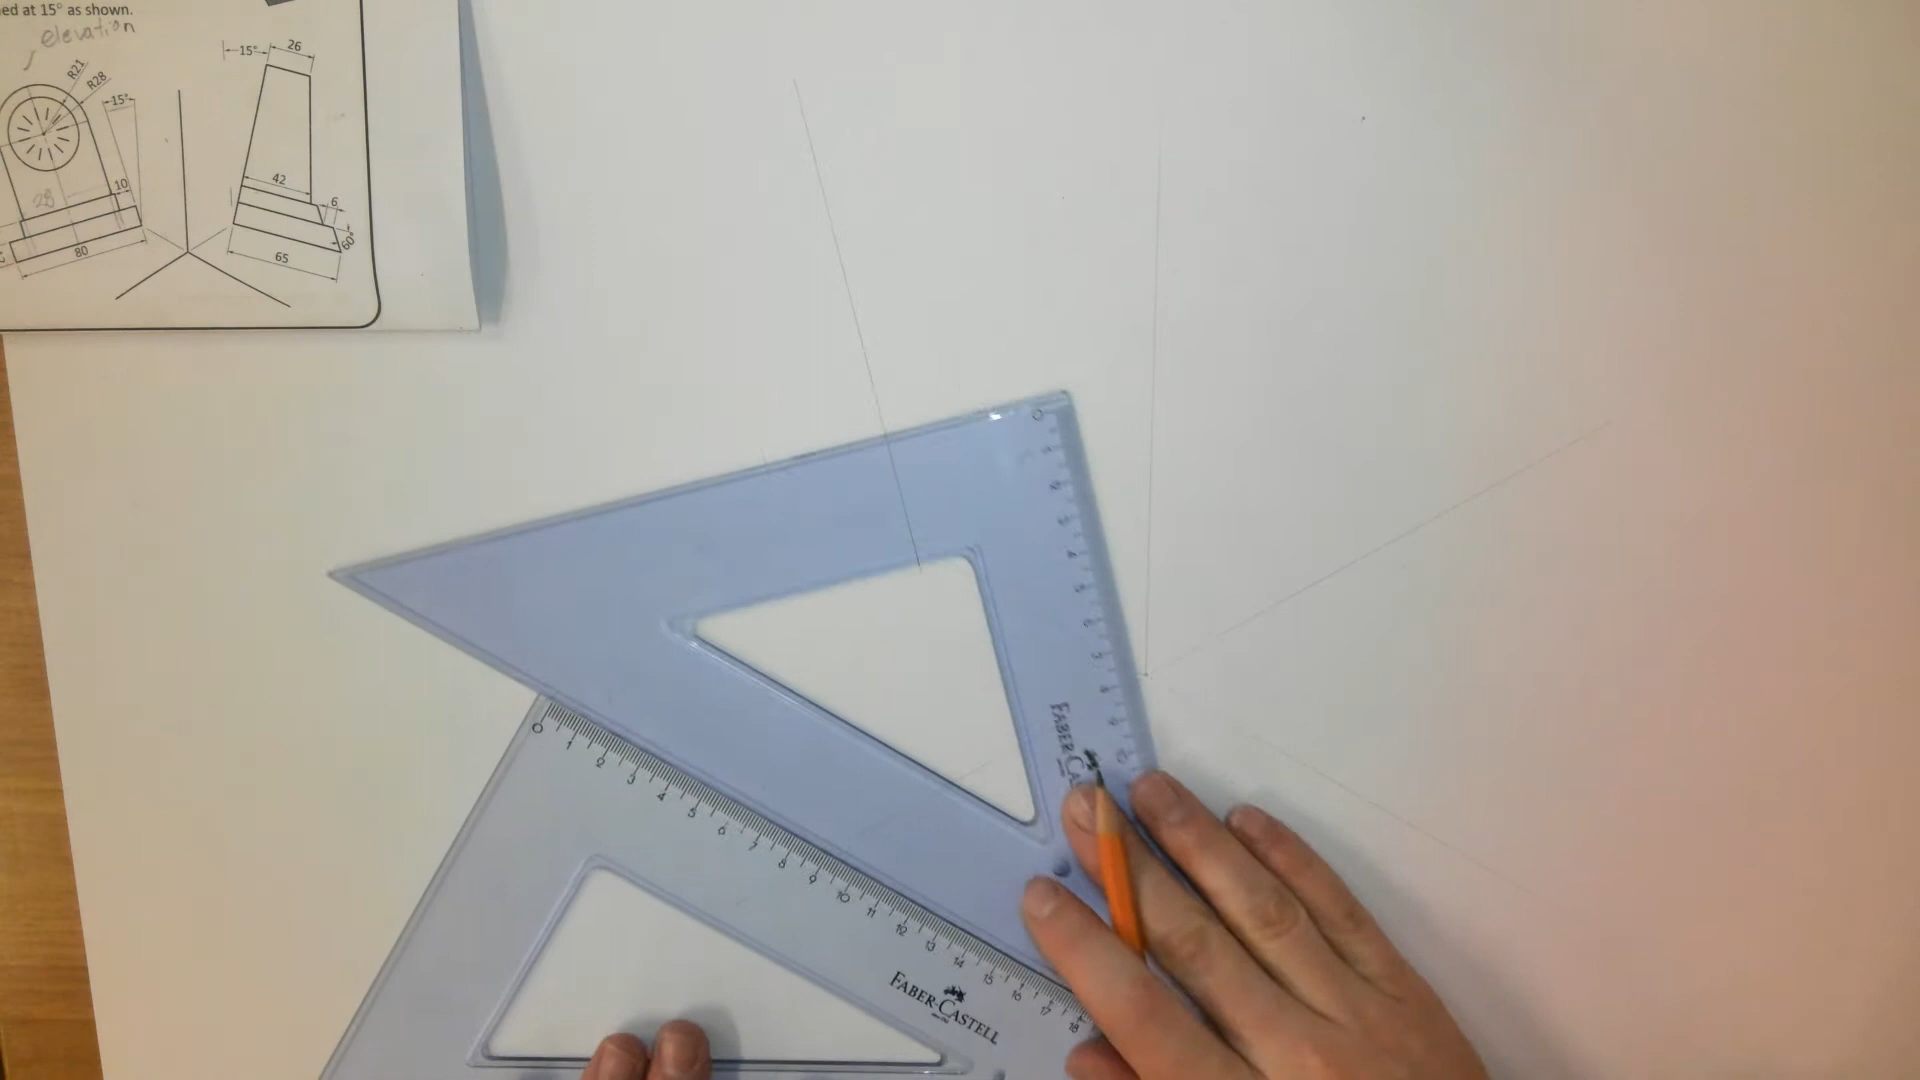 ed at 15° as shown.
elevation
15°
26
R21
R28
15°
42
10
6
28
60°
80
65
0
0 1 2 3 4 5 6 7 8 9 10 11 12 13 14 15 16 17 18
FABER-CASTELL